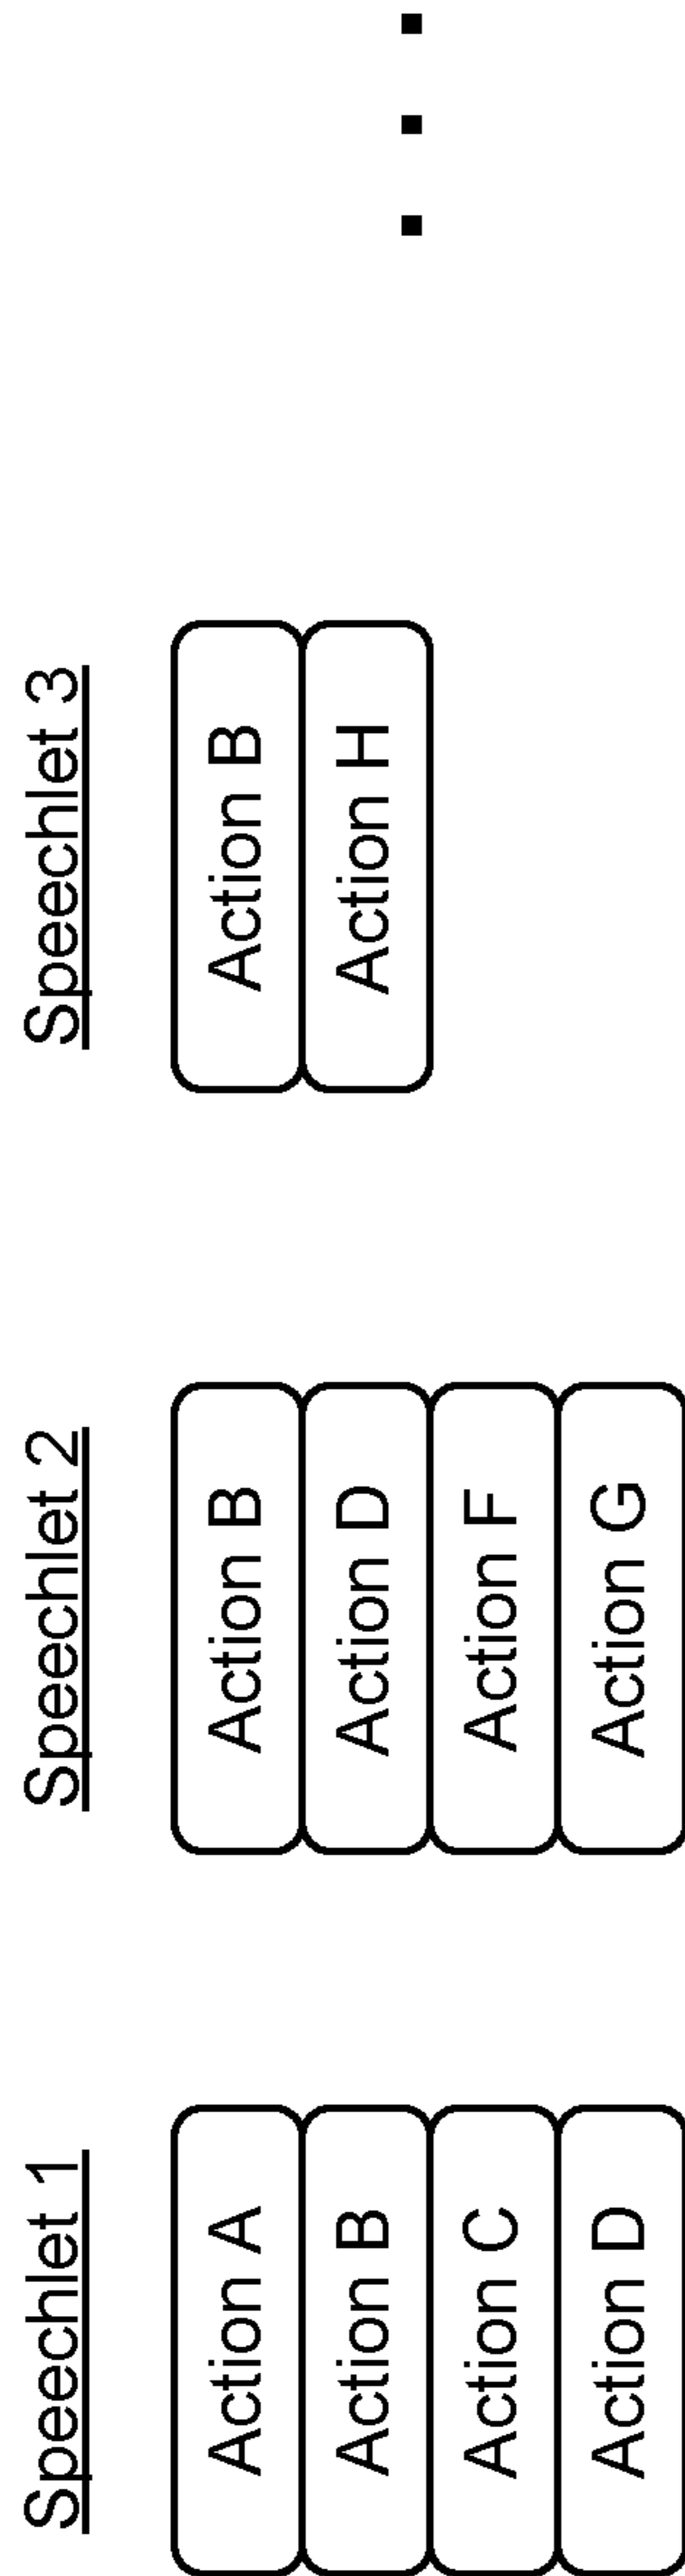 Speechlet 1
Action A
Action B
Action C
Action D
Speechlet 2
Action B
Action D
Action F
Action G
Speechlet 3
Action B
Action H